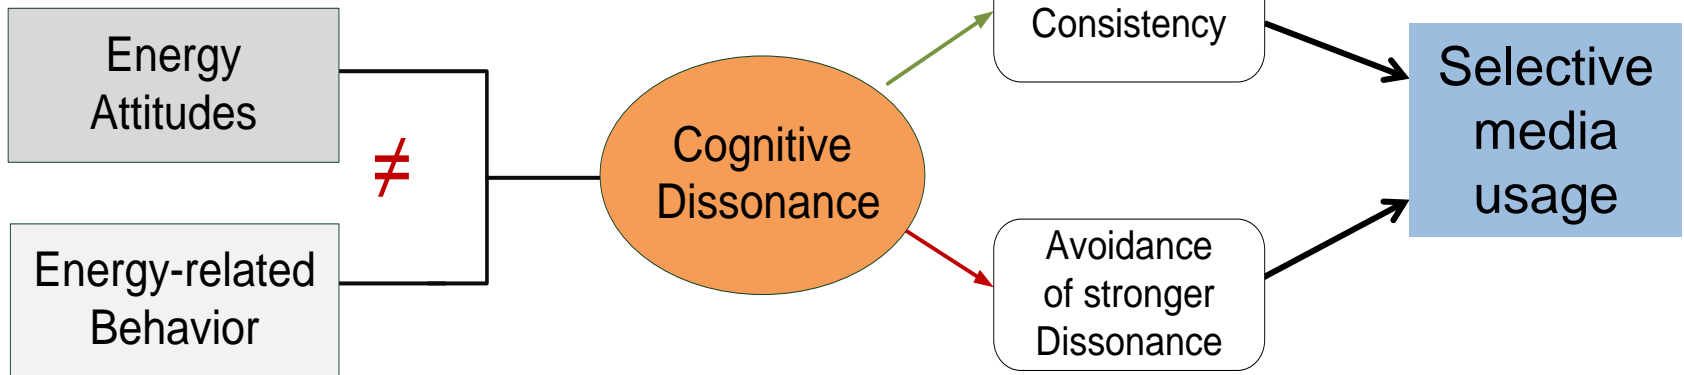 Energy
Attitudes
≠
Energy-related
Behavior
Cognitive
Dissonance
Consistency
Avoidance
of stronger
Dissonance
Selective
media
usage